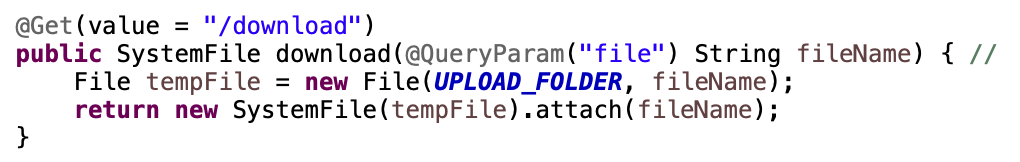 @Get(value = "/download")
public SystemFile download(@QueryParam("file") String fileName) { //
    File tempFile = new File(UPLOAD_FOLDER, fileName);
    return new SystemFile(tempFile).attach(fileName);
}